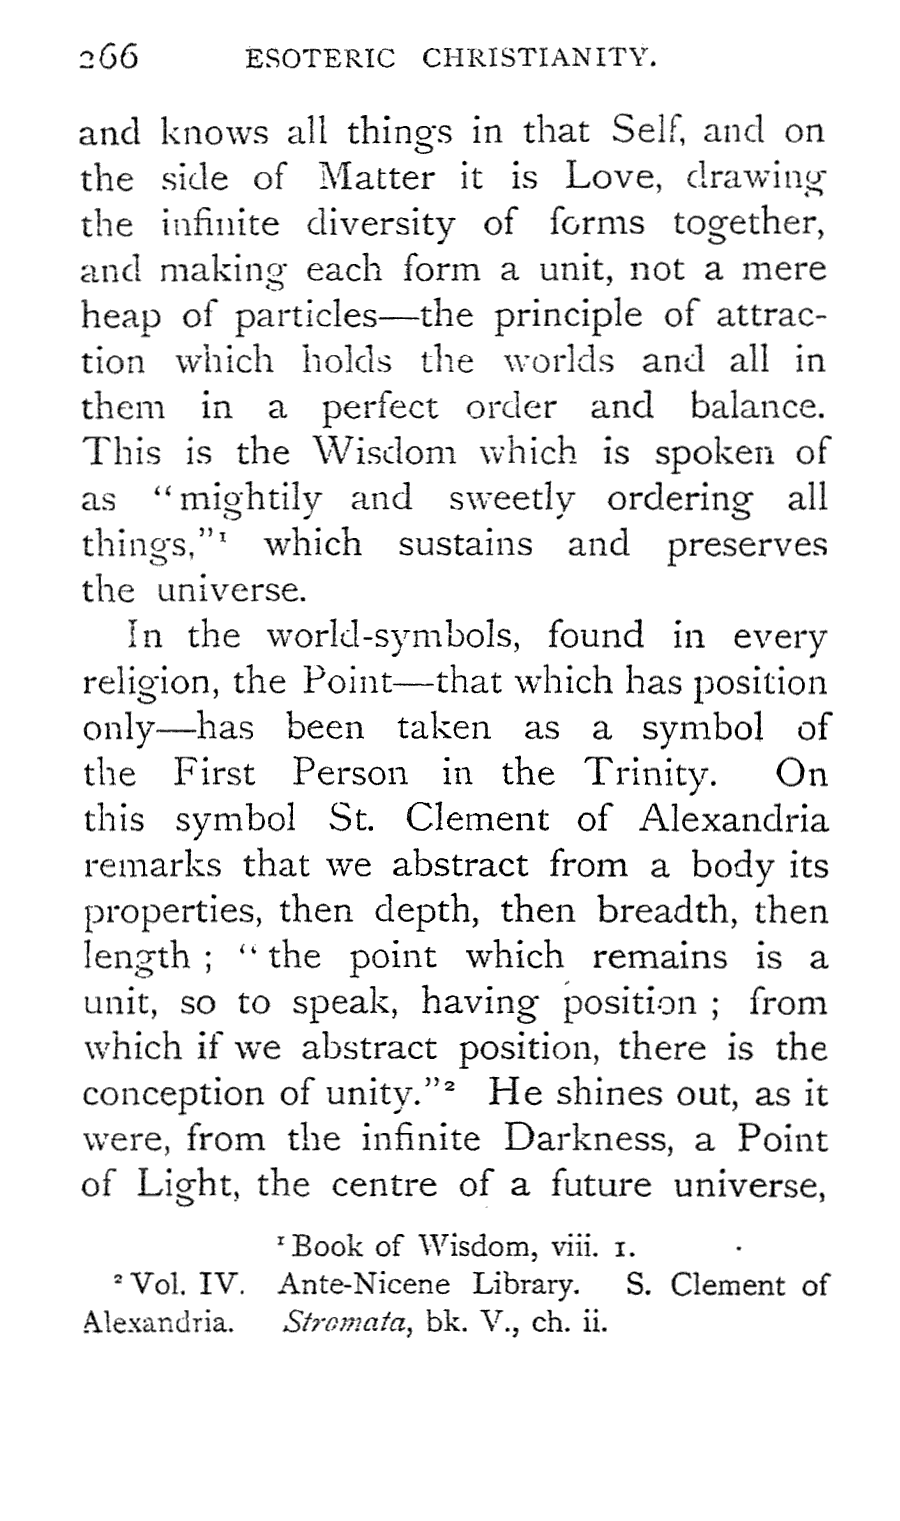 266 ESOTERIC CHRISTIANITY.
and knows all things in that Self, and on
the side of Matter it is Love, drawing
the infinite diversity of forms together,
and making each form a unit, not a mere
heap of particles—the principle of attrac-
tion which holds the worlds and all in
them in a perfect order and balance.
This is the Wisdom which is spoken of
as “mightily and sweetly ordering all
things,”¹ which sustains and preserves
the universe.
In the world-symbols, found in every
religion, the Point—that which has position
only—has been taken as a symbol of
the First Person in the Trinity. On
this symbol St. Clement of Alexandria
remarks that we abstract from a body its
properties, then depth, then breadth, then
length ; “the point which remains is a
unit, so to speak, having position ; from
which if we abstract position, there is the
conception of unity.”² He shines out, as it
were, from the infinite Darkness, a Point
of Light, the centre of a future universe,
¹ Book of Wisdom, viii. 1.
² Vol. IV. Ante-Nicene Library. S. Clement of
Alexandria. Stromata, bk. V., ch. ii.